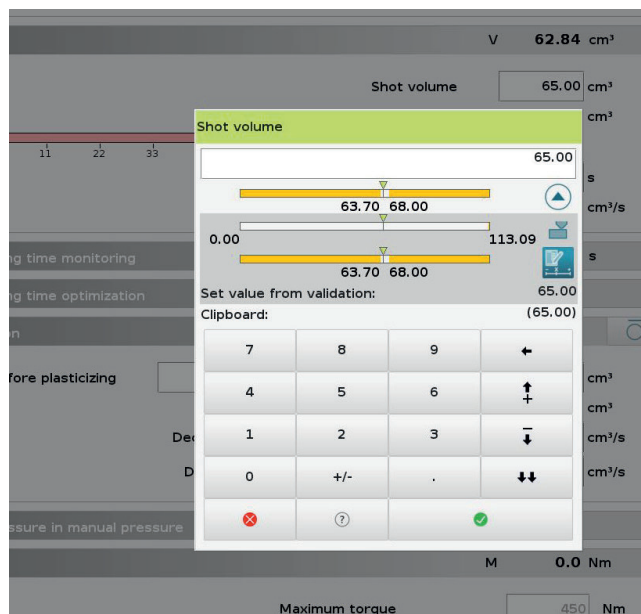 V 62.84 cm³
Shot volume 65.00 cm³
cm³
Shot volume
65.00
11 22 33
s
63.70 68.00
cm³/s
0.00 113.09
ng time monitoring s
63.70 68.00
ng time optimization
Set value from validation: 65.00
Clipboard: (65.00)
on
7 8 9
fore plasticizing cm³
4 5 6 +
cm³
Dec 1 2 3 cm³/s
D 0 +/- . cm³/s
?
ssure in manual pressure
M 0.0 Nm
Maximum torque 450 Nm